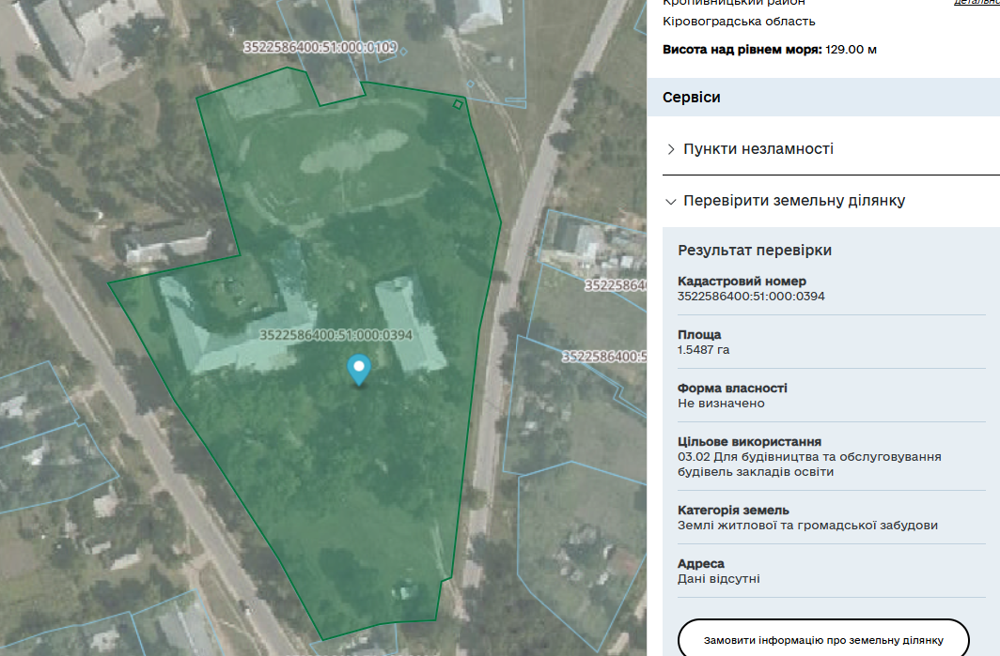 Кропивницький район
детально
Кіровоградська область
Висота над рівнем моря: 129.00 м
Сервіси
Пункти незламності
Перевірити земельну ділянку
Результат перевірки
Кадастровий номер
3522586400:51:000:0394
Площа
1.5487 га
Форма власності
Не визначено
Цільове використання
03.02 Для будівництва та обслуговування
будівель закладів освіти
Категорія земель
Землі житлової та громадської забудови
Адреса
Дані відсутні
Замовити інформацію про земельну ділянку
3522586400:51:000:0109
3522586400:51:000:0394
35225864
3522586400:5